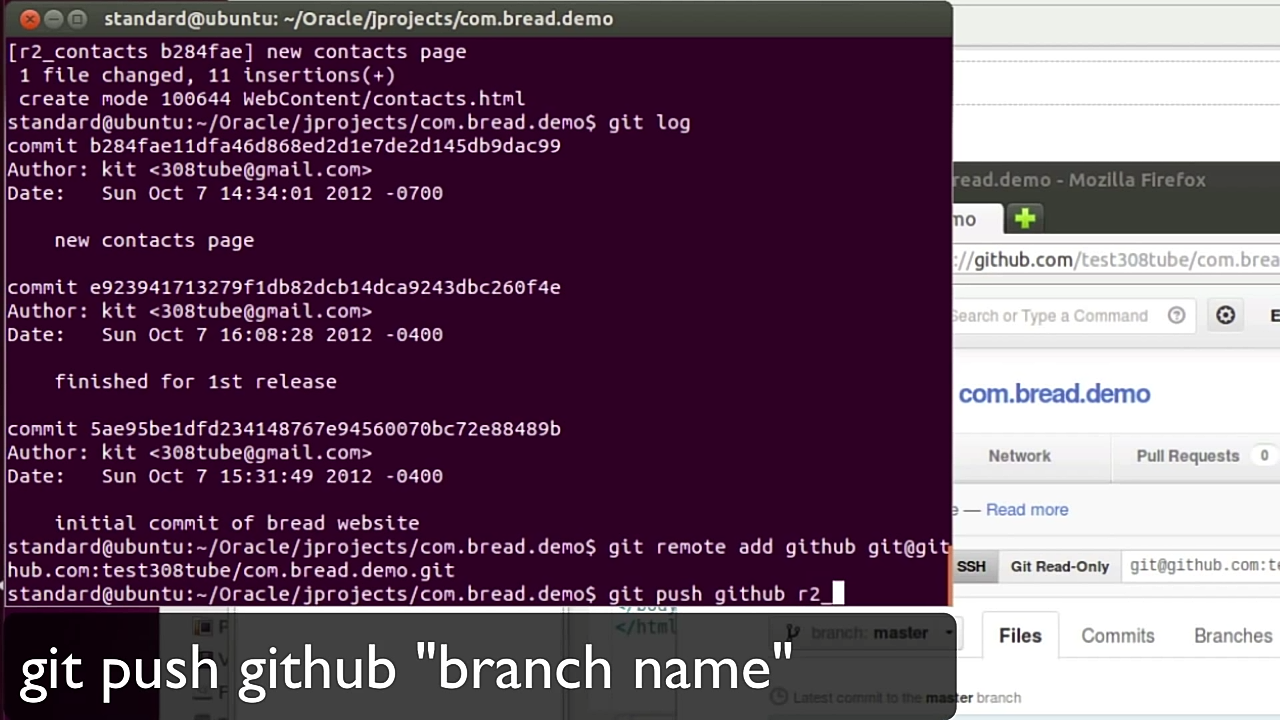 standard@ubuntu: ~/Oracle/jprojects/com.bread.demo
[r2_contacts b284fae] new contacts page
1 file changed, 11 insertions(+)
create mode 100644 WebContent/contacts.html
standard@ubuntu:~/Oracle/jprojects/com.bread.demo$ git log
commit b284fae11dfa46d868ed2d1e7de2d145db9dac99
Author: kit <308tube@gmail.com>
Date:   Sun Oct 7 14:34:01 2012 -0700
new contacts page
commit e923941713279f1db82dcb14dca9243dbc260f4e
Author: kit <308tube@gmail.com>
Date:   Sun Oct 7 16:08:28 2012 -0400
finished for 1st release
commit 5ae95be1dfd234148767e94560070bc72e88489b
Author: kit <308tube@gmail.com>
Date:   Sun Oct 7 15:31:49 2012 -0400
initial commit of bread website
standard@ubuntu:~/Oracle/jprojects/com.bread.demo$ git remote add github git@git
hub.com:test308tube/com.bread.demo.git
standard@ubuntu:~/Oracle/jprojects/com.bread.demo$ git push github r2_
read.demo - Mozilla Firefox
mo
://github.com/test308tube/com.brea
Search or Type a Command
E
com.bread.demo
Network Pull Requests 0
e — Read more
SSH Git Read-Only git@github.com:te
</body
</html
branch: master Files Commits Branches
Latest commit to the master branch
git push github "branch name"